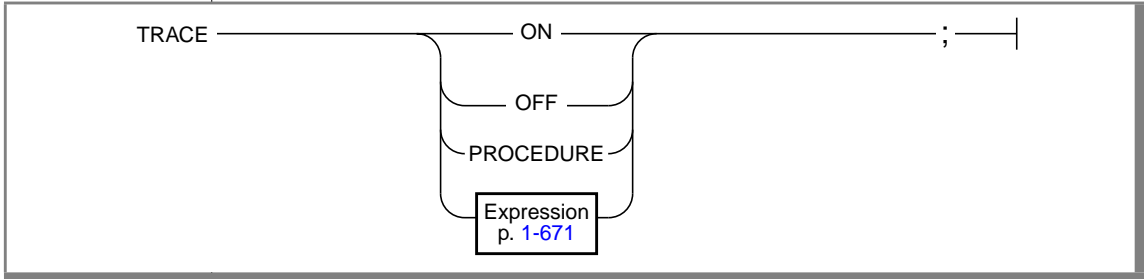 TRACE ON ;
OFF
PROCEDURE
Expression
p. 1-671